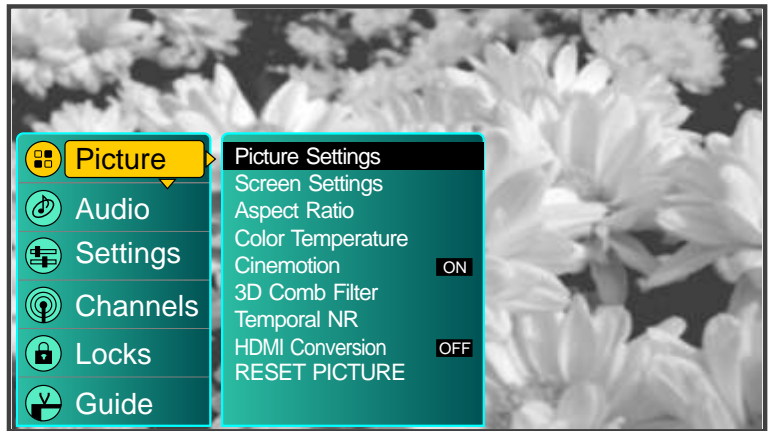 Picture
Audio
Settings
Channels
Locks
Guide
Picture Settings
Screen Settings
Aspect Ratio
Color Temperature
Cinemotion ON
3D Comb Filter
Temporal NR
HDMI Conversion OFF
RESET PICTURE